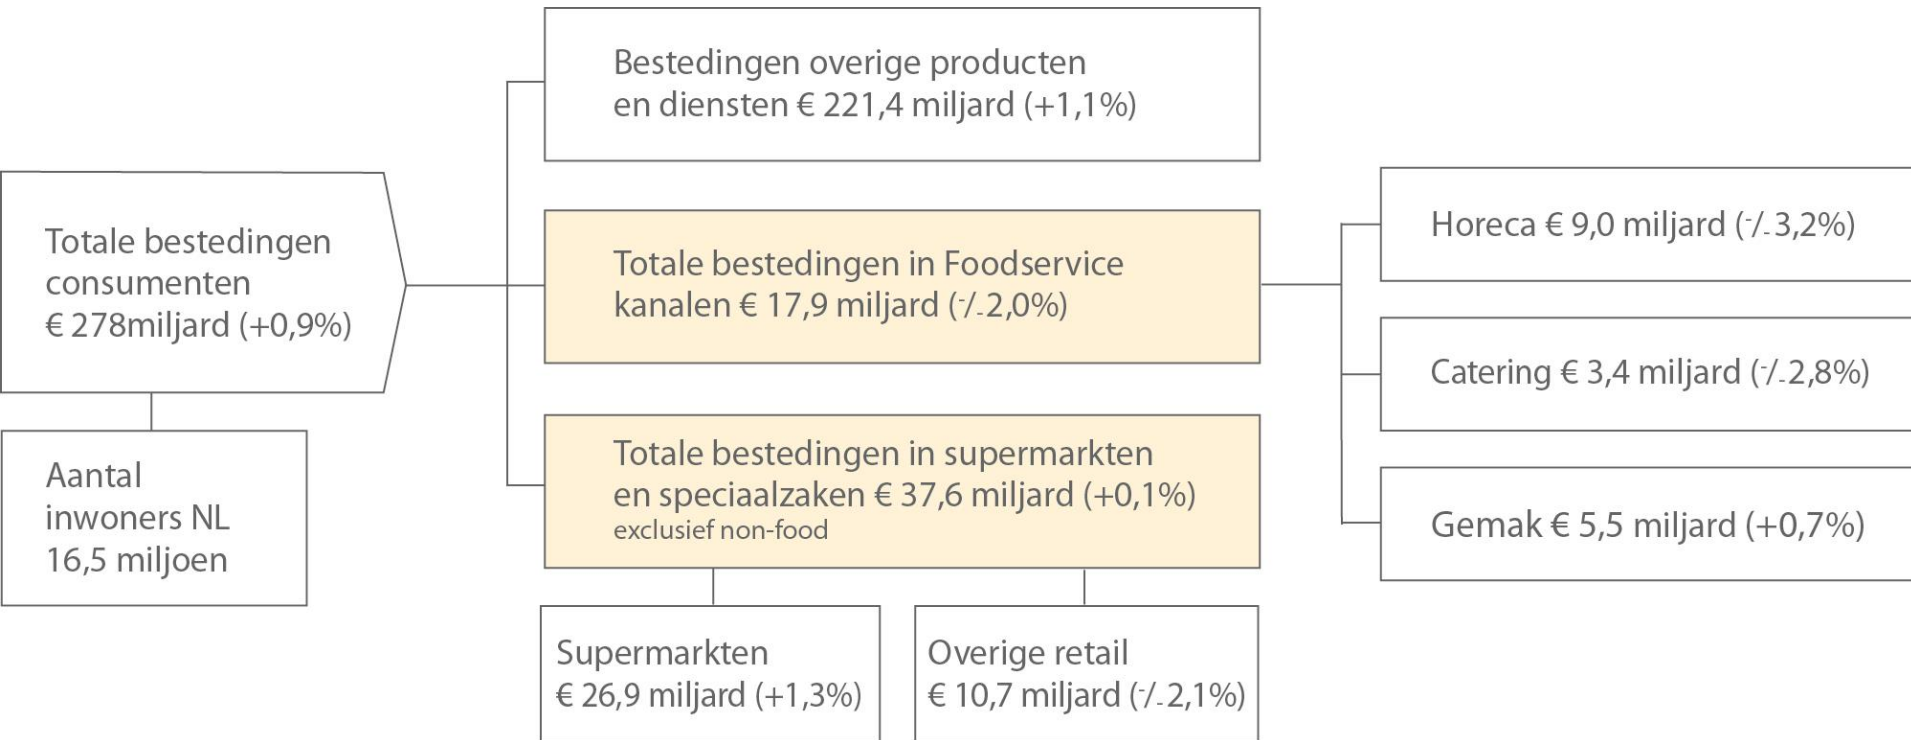 Bestedingen overige producten
en diensten € 221,4 miljard (+1,1%)
Totale bestedingen
consumenten
€ 278miljard (+0,9%)
Aantal
inwoners NL
16,5 miljoen
Totale bestedingen in Foodservice
kanalen € 17,9 miljard (-/-2,0%)
Totale bestedingen in supermarkten
en speciaalzaken € 37,6 miljard (+0,1%)
exclusief non-food
Supermarkten
€ 26,9 miljard (+1,3%)
Overige retail
€ 10,7 miljard (-/-2,1%)
Horeca € 9,0 miljard (-/-3,2%)
Catering € 3,4 miljard (-/-2,8%)
Gemak € 5,5 miljard (+0,7%)